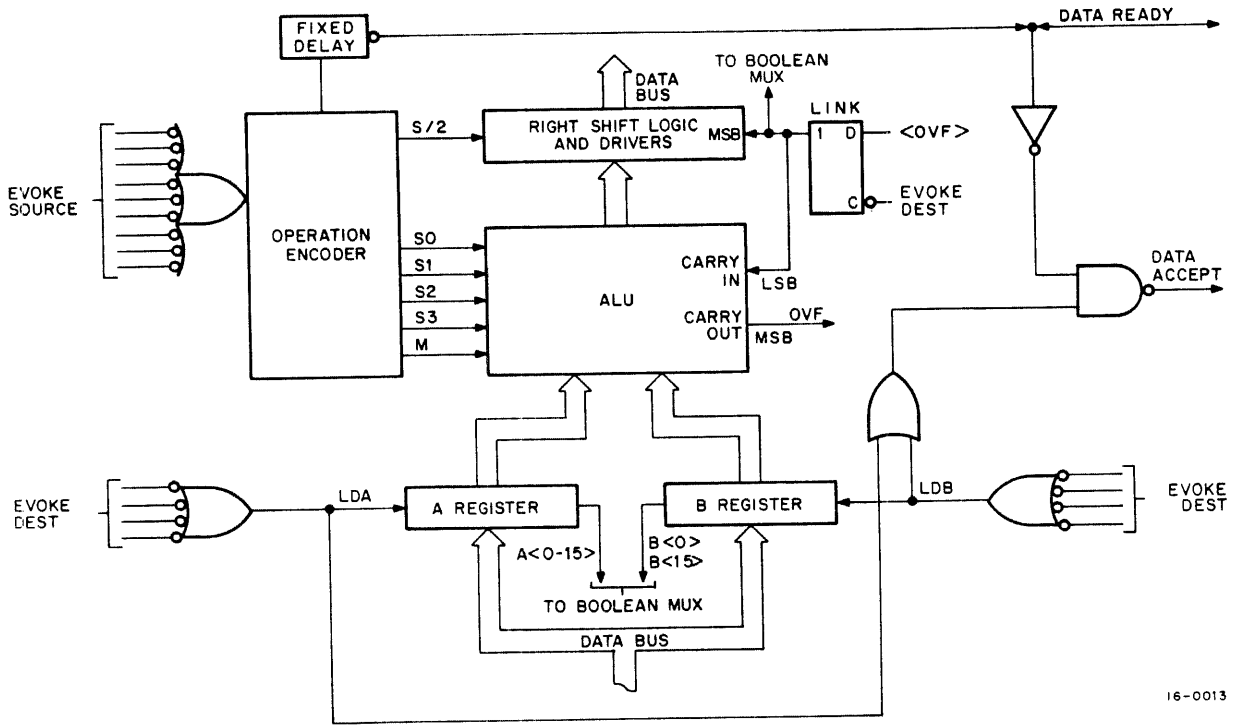 FIXED
DELAY
DATA READY
TO BOOLEAN
MUX
DATA
BUS
LINK
S/2
RIGHT SHIFT LOGIC
AND DRIVERS
MSB
1 D
<OVF>
C
EVOKE
DEST
EVOKE
SOURCE
OPERATION
ENCODER
S0
S1
S2
S3
M
ALU
CARRY
IN
LSB
CARRY
OUT
OVF
MSB
DATA
ACCEPT
EVOKE
DEST
LDA
A REGISTER
B REGISTER
LDB
EVOKE
DEST
A<0-15>
B<0>
B<15>
TO BOOLEAN MUX
DATA BUS
16-0013